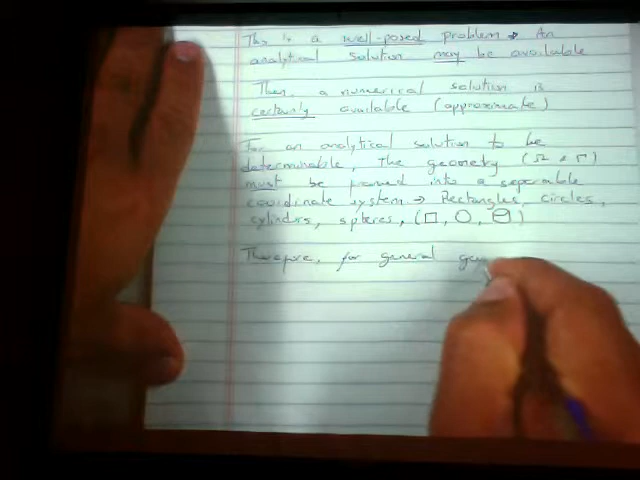 This is a well-posed problem → An
analytical solution may be available
Then, a numerical solution is
certainly available (approximate)
For an analytical solution to be
determinable, the geometry (Ω & Γ)
must be framed into a seperable
coordinate system → Rectangles, circles,
cylinders, spheres, (□, ○, )
Therefore, for general